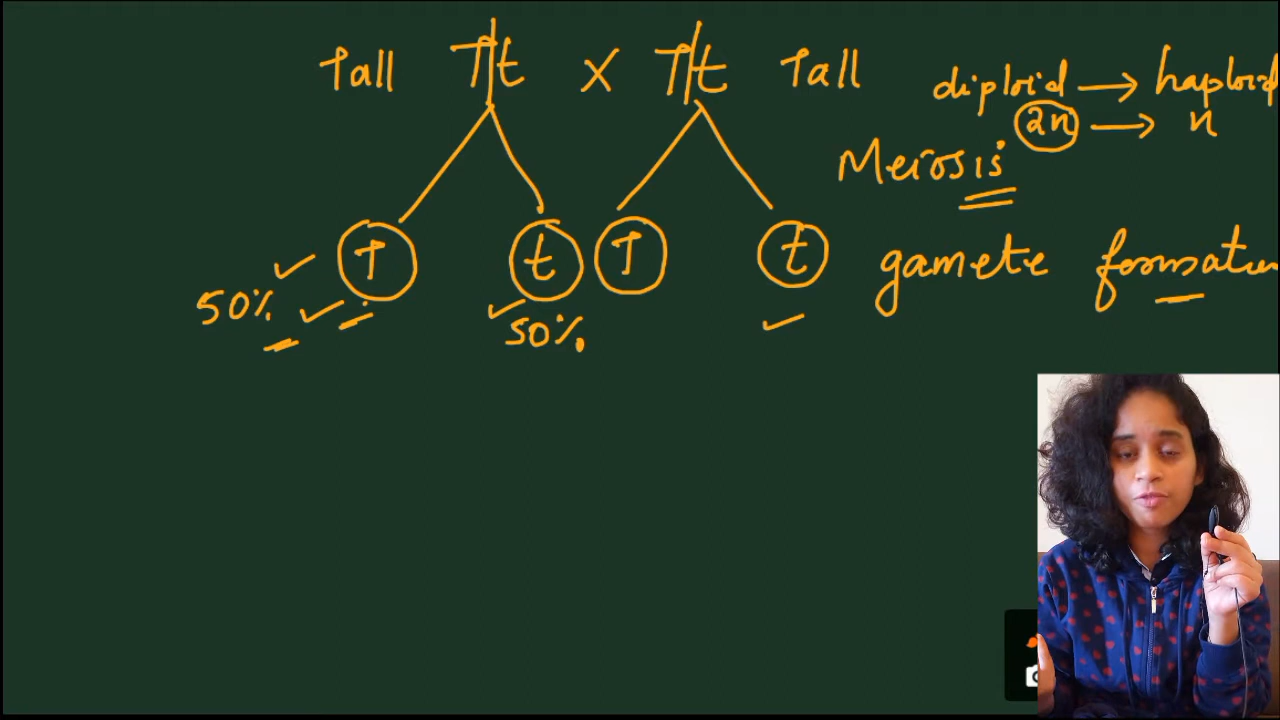 Tall Tt X Tt Tall
diploid → haploid
2n → n
Meiosis
T t T t
gamete formation
50%
50%